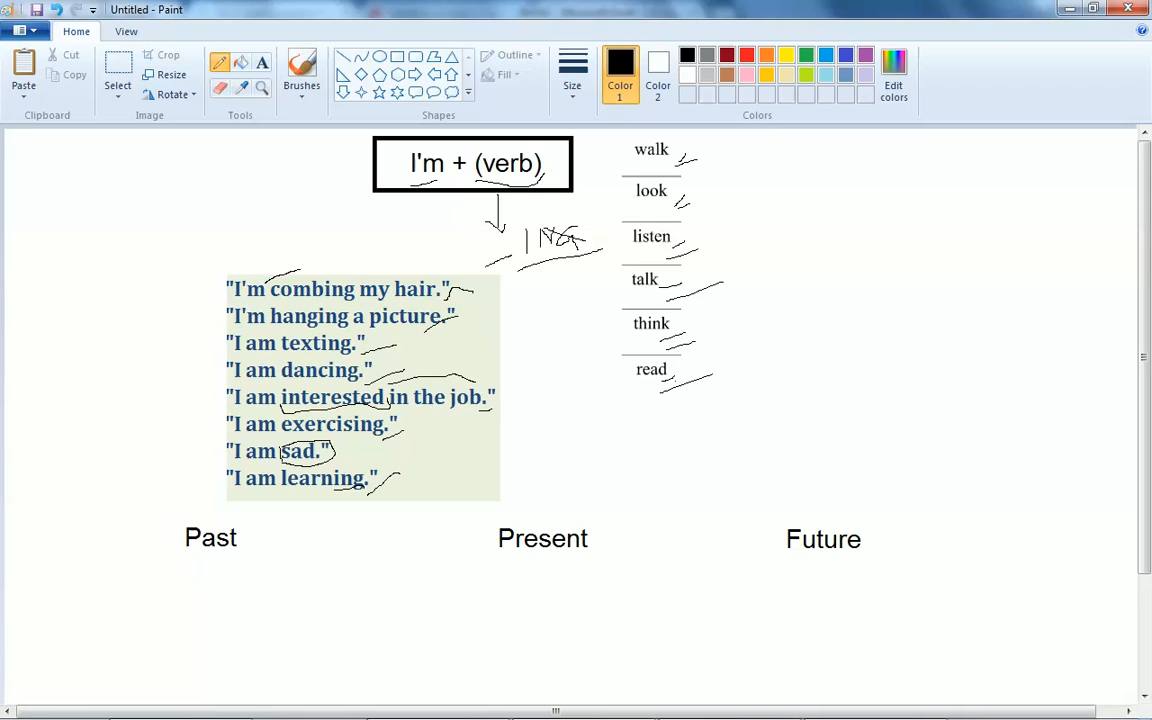 Untitled - Paint
Home
View
Paste
Cut
Copy
Clipboard
Select
Crop
Resize
Rotate
Image
A
Tools
Brushes
Shapes
Outline
Fill
Size
Color 1
Color 2
Edit colors
Colors
I'm + (verb)
ING
walk
look
listen
talk
think
read
"I'm combing my hair."
"I'm hanging a picture."
"I am texting."
"I am dancing."
"I am interested in the job."
"I am exercising."
"I am sad."
"I am learning."
Past
Present
Future